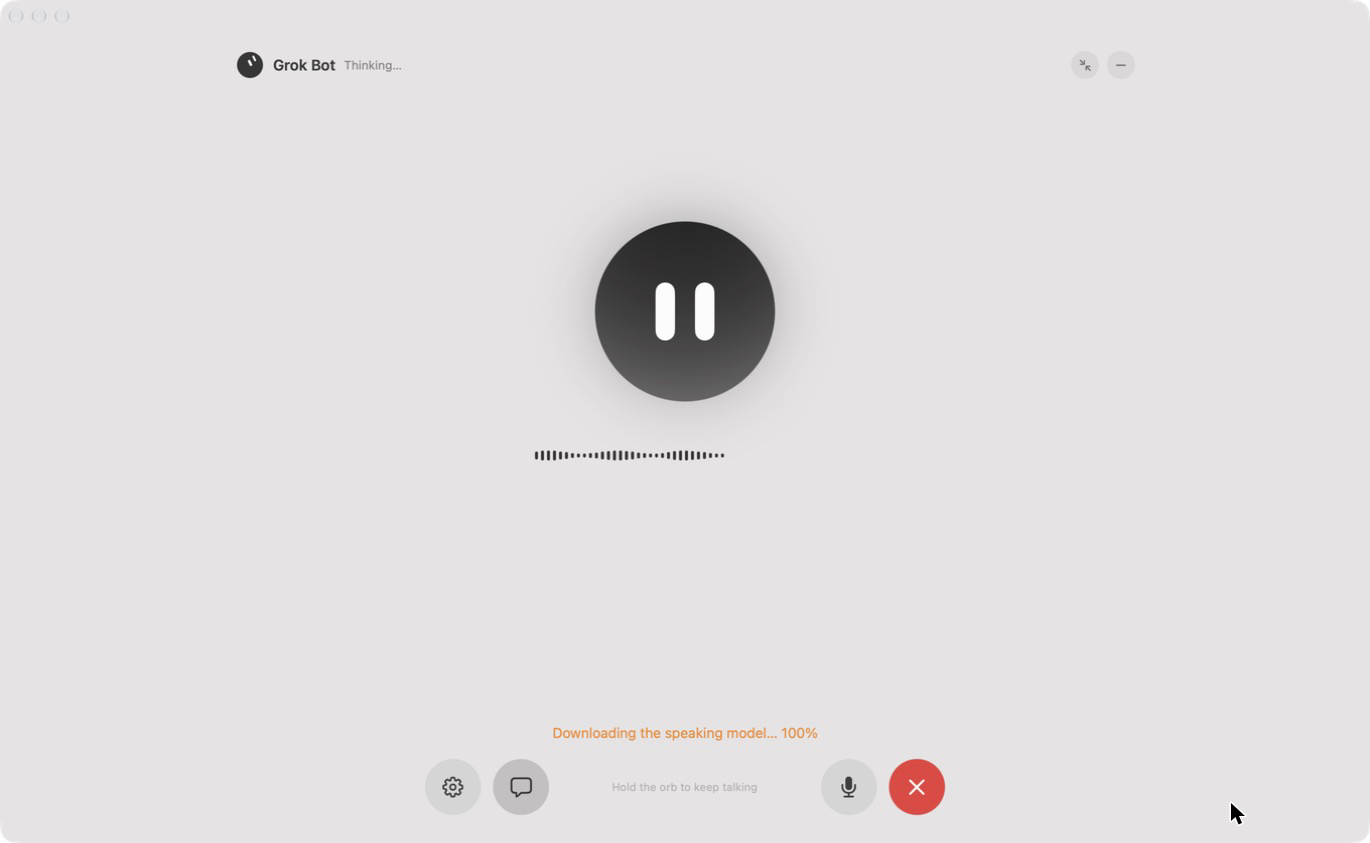 Grok Bot Thinking...
Downloading the speaking model... 100%
Hold the orb to keep talking